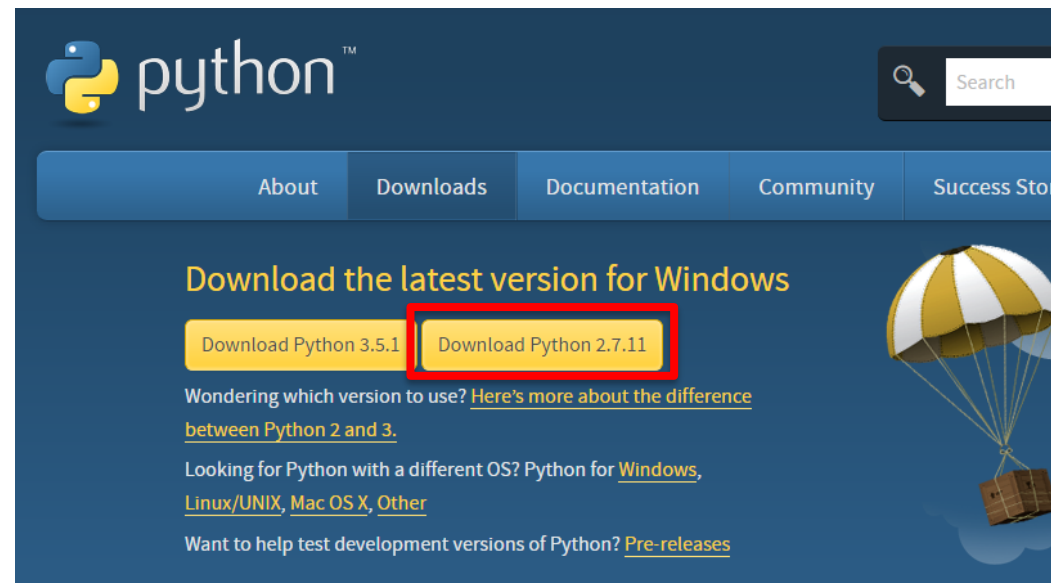 python™
Search
About Downloads Documentation Community Success Sto
Download the latest version for Windows
Download Python 3.5.1 Download Python 2.7.11
Wondering which version to use? Here's more about the difference
between Python 2 and 3.
Looking for Python with a different OS? Python for Windows,
Linux/UNIX, Mac OS X, Other
Want to help test development versions of Python? Pre-releases